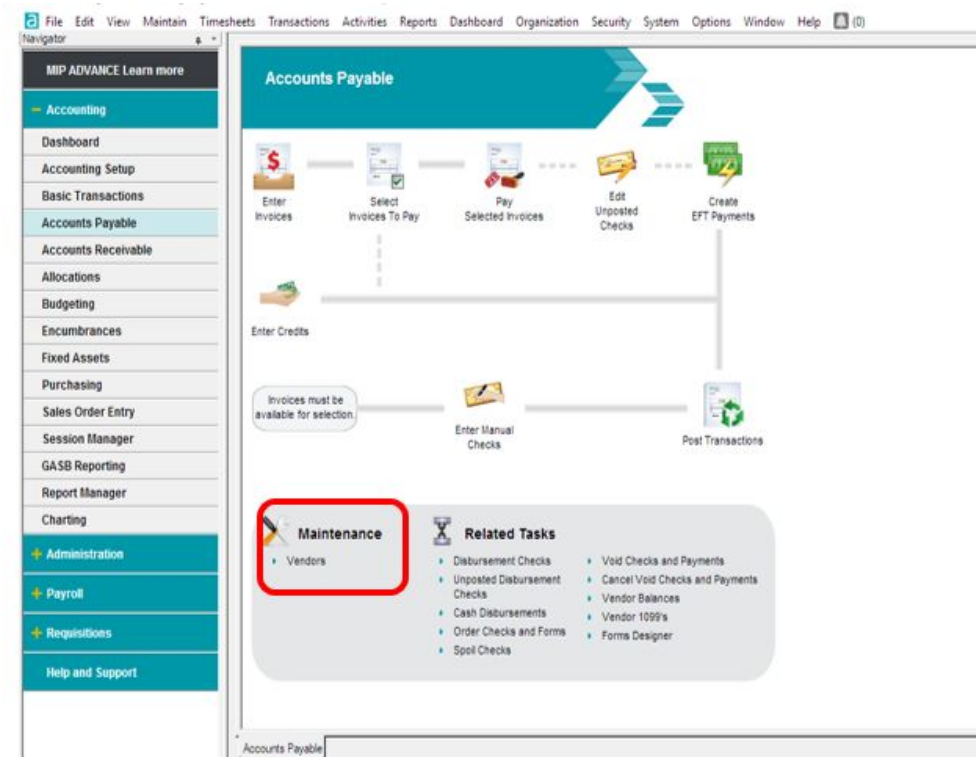 File Edit View Maintain Timesheets Transactions Activities Reports Dashboard Organization Security System Options Window Help (0)
Navigator
MIP ADVANCE Learn more
Accounting
Dashboard
Accounting Setup
Basic Transactions
Accounts Payable
Accounts Receivable
Allocations
Budgeting
Encumbrances
Fixed Assets
Purchasing
Sales Order Entry
Session Manager
GASB Reporting
Report Manager
Charting
Administration
Payroll
Requisitions
Help and Support
Accounts Payable
Enter
Invoices
Select
Invoices To Pay
Pay
Selected Invoices
Edit
Unposted
Checks
Create
EFT Payments
Enter Credits
Invoices must be
available for selection.
Enter Manual
Checks
Post Transactions
Maintenance
Vendors
Related Tasks
Disbursement Checks
Unposted Disbursement
Checks
Cash Disbursements
Order Checks and Forms
Spoil Checks
Void Checks and Payments
Cancel Void Checks and Payments
Vendor Balances
Vendor 1099's
Forms Designer
Accounts Payable